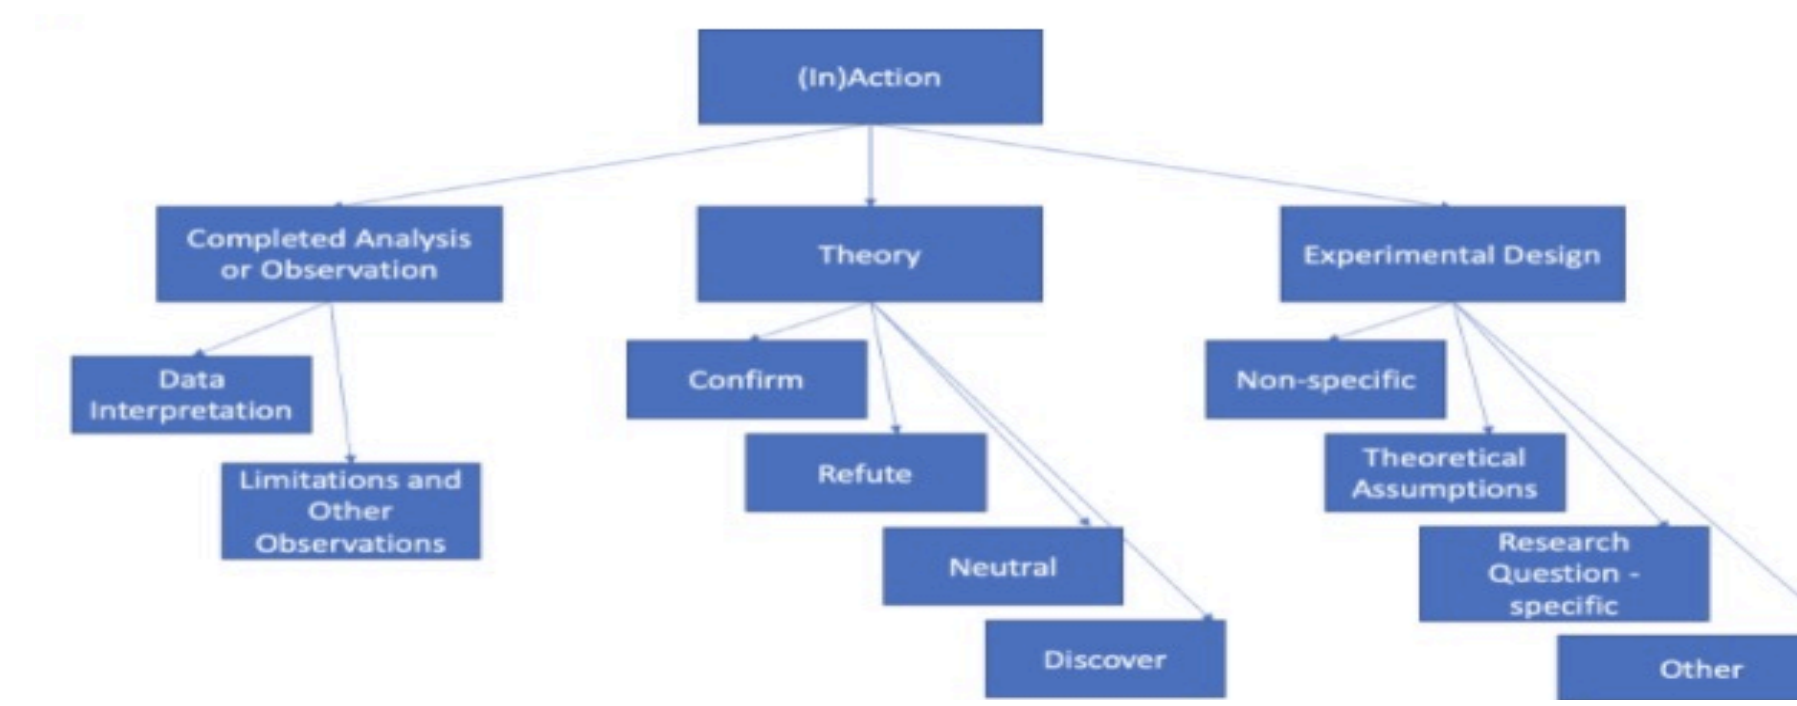 (In)Action
Completed Analysis
or Observation
Theory
Experimental Design
Data
Interpretation
Limitations and
Other
Observations
Confirm
Refute
Neutral
Discover
Non-specific
Theoretical
Assumptions
Research
Question -
specific
Other